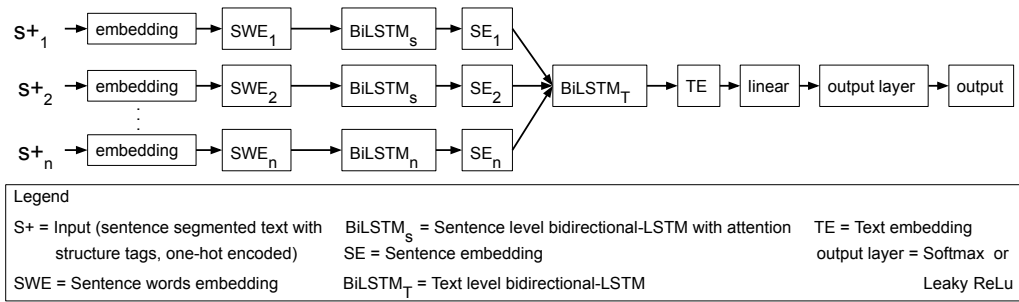 s+1 embedding SWE1 BiLSTMs SE1
s+2 embedding SWE2 BiLSTMs SE2 BiLSTMT TE linear output layer output
s+n embedding SWEn BiLSTMn SEn
Legend
S+ = Input (sentence segmented text with BiLSTMs = Sentence level bidirectional-LSTM with attention TE = Text embedding
structure tags, one-hot encoded) SE = Sentence embedding output layer = Softmax or
SWE = Sentence words embedding BiLSTMT = Text level bidirectional-LSTM Leaky ReLu